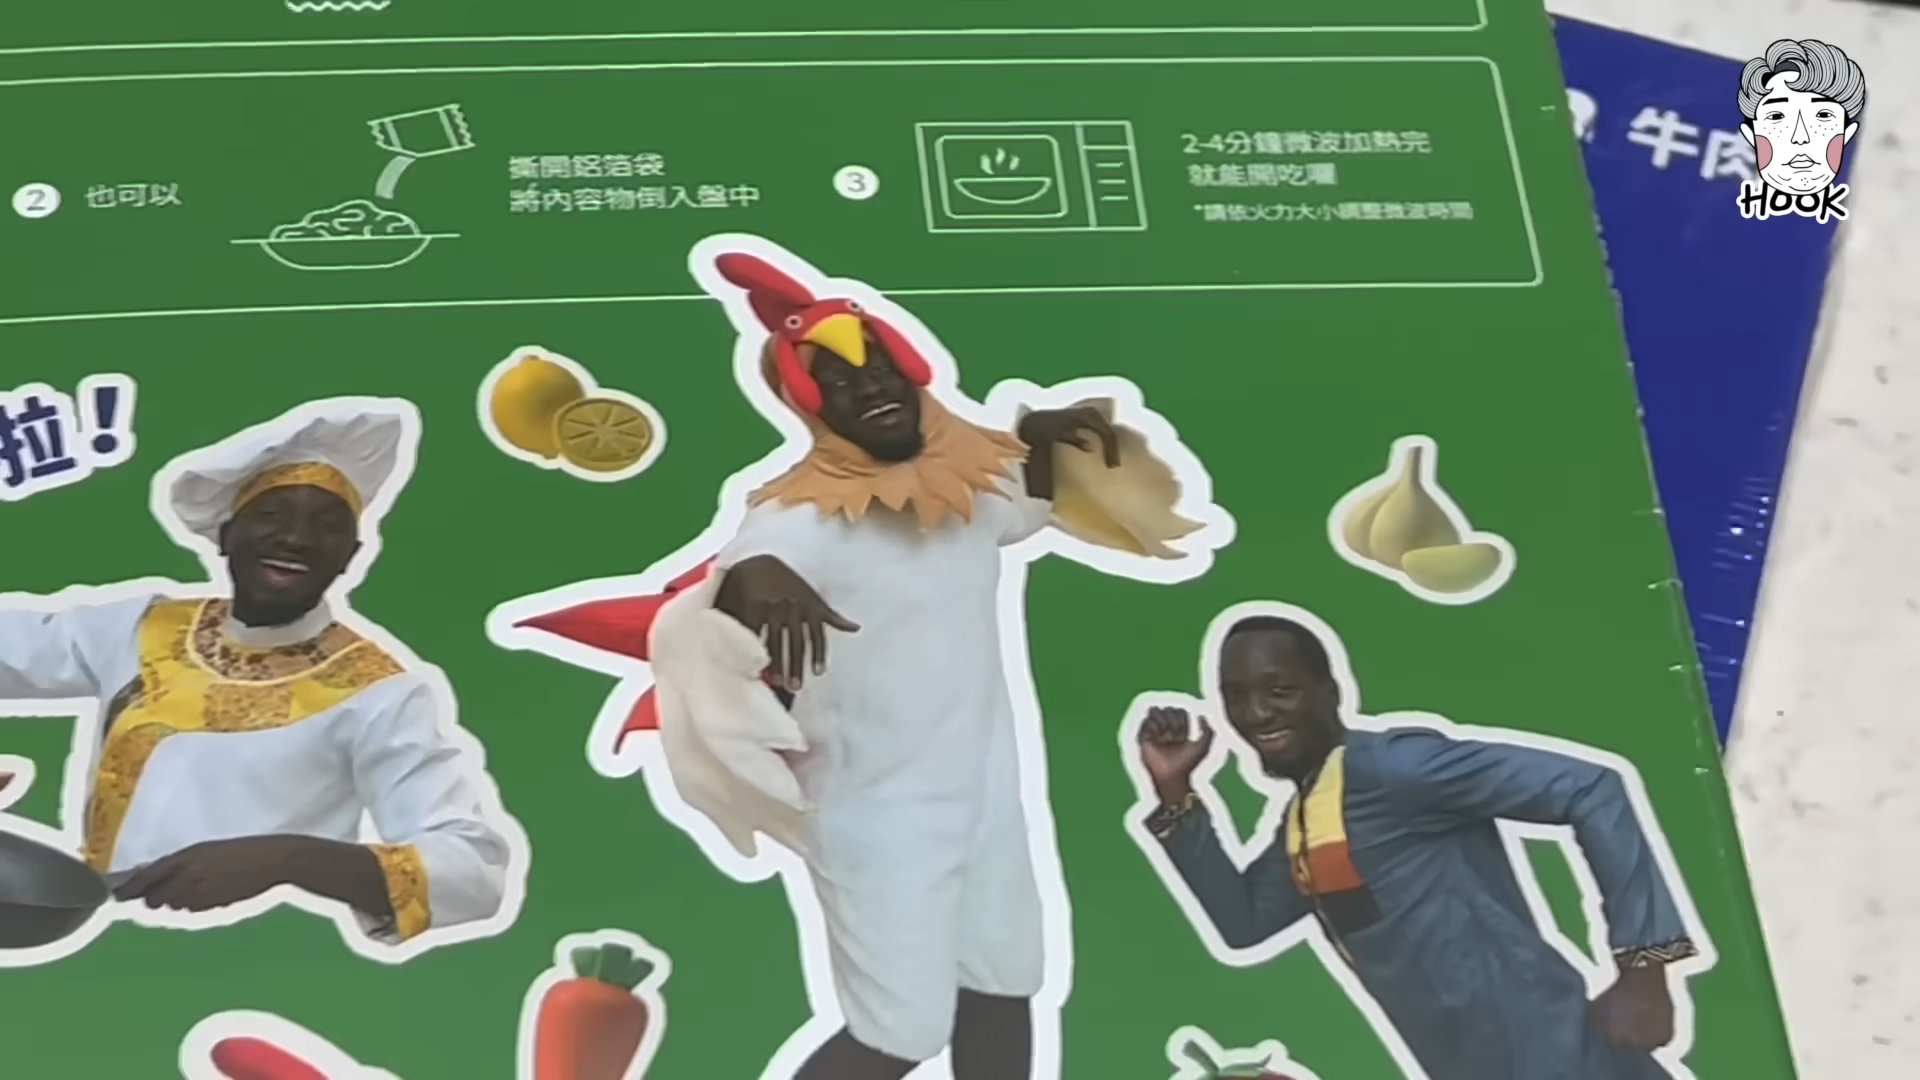 2 也可以
撕開鋁箔袋
將內容物倒入盤中
3
2-4分鐘微波加熱完
就能開吃囉
*請依火力大小調整微波時間
拉！
牛肉
HOOK